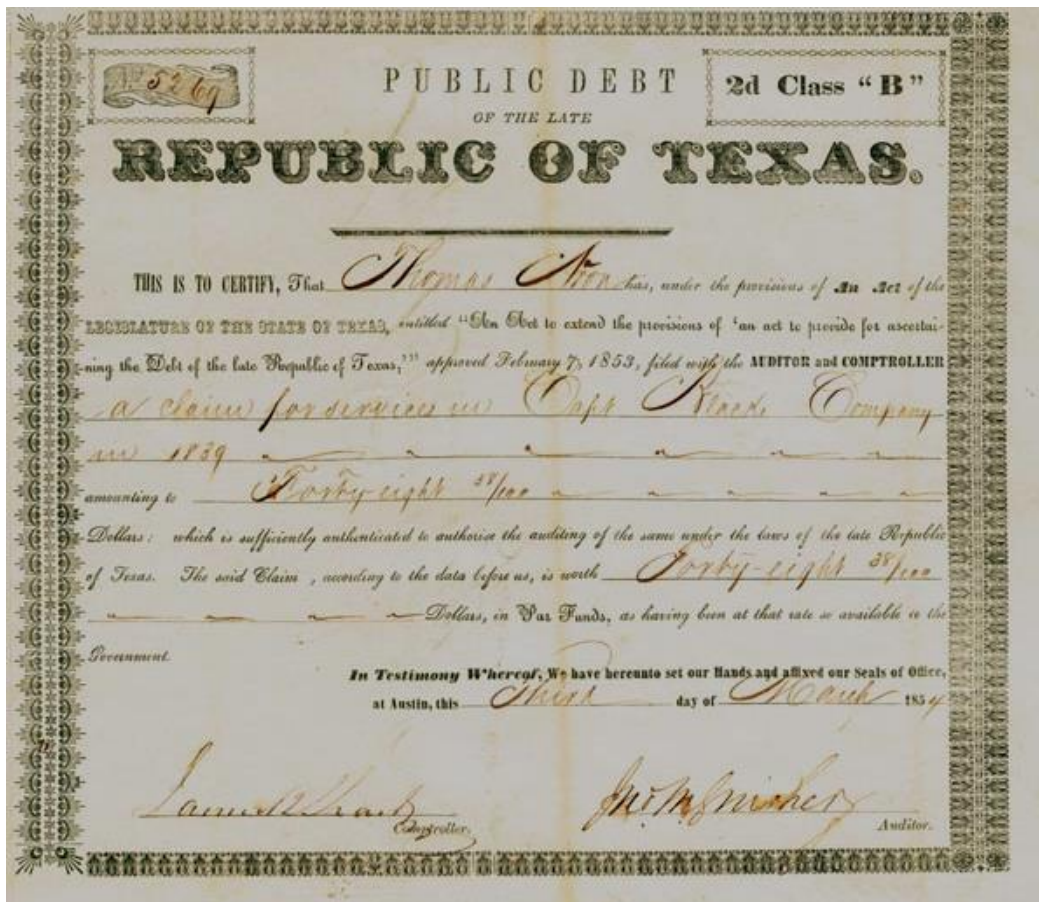 No 5269
PUBLIC DEBT
2d Class "B"
OF THE LATE
REPUBLIC OF TEXAS.
THIS IS TO CERTIFY, That Thomas has, under the provisions of An Act of the
LEGISLATURE OF THE STATE OF TEXAS, entitled "An Act to extend the provisions of 'an act to provide for ascertai-
ning the Debt of the late Republic of Texas,'" approved February 7, 1853, filed with the AUDITOR and COMPTROLLER
a claim for services in Capt Company
in 1839
amounting to Forty-eight 38/100
Dollars: which is sufficiently authenticated to authorise the auditing of the same under the laws of the late Republic
of Texas. The said Claim, according to the data before us, is worth Forty-eight 38/100
Dollars, in Par Funds, as having been at that rate so available to the
Government.
In Testimony Whereof, We have hereunto set our Hands and affixed our Seals of Office,
at Austin, this Third day of March 1854
James B Shaw
Comptroller.
Jno. M. Swisher
Auditor.